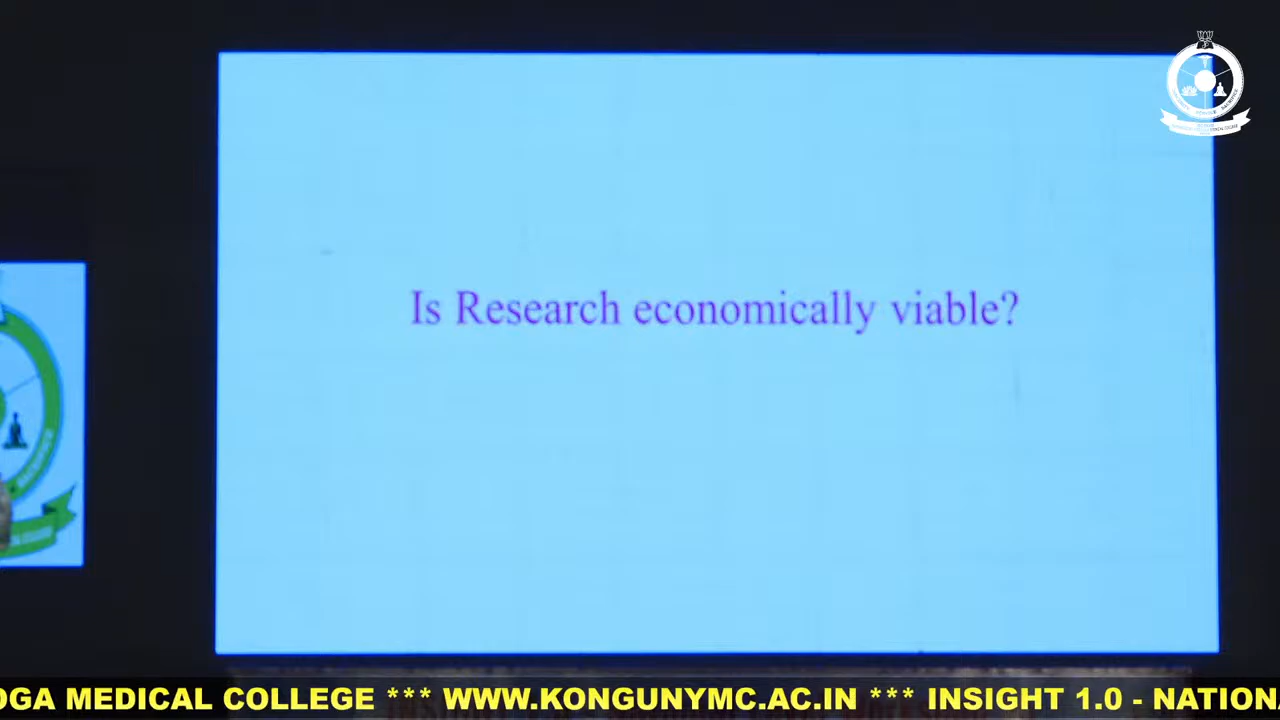 Is Research economically viable?
OGA MEDICAL COLLEGE *** WWW.KONGUNYMC.AC.IN *** INSIGHT 1.0 - NATION